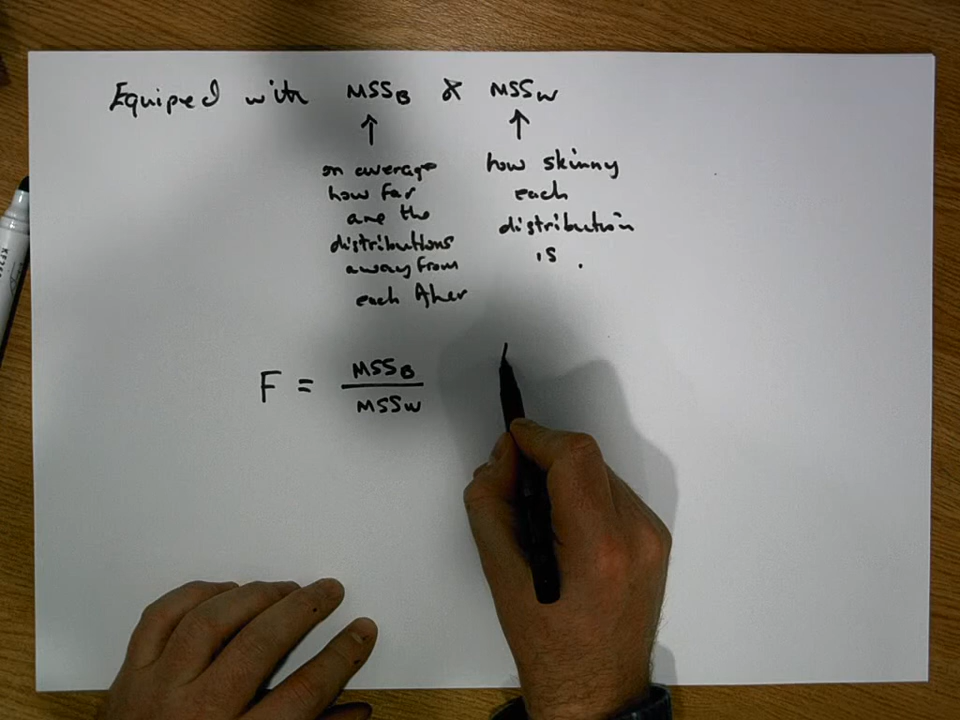 Equiped with MSSB & MSSW
↑ ↑
on average
how far
are the
distributions
away from
each other
how skinny
each
distribution
is.
F = MSSB / MSSW